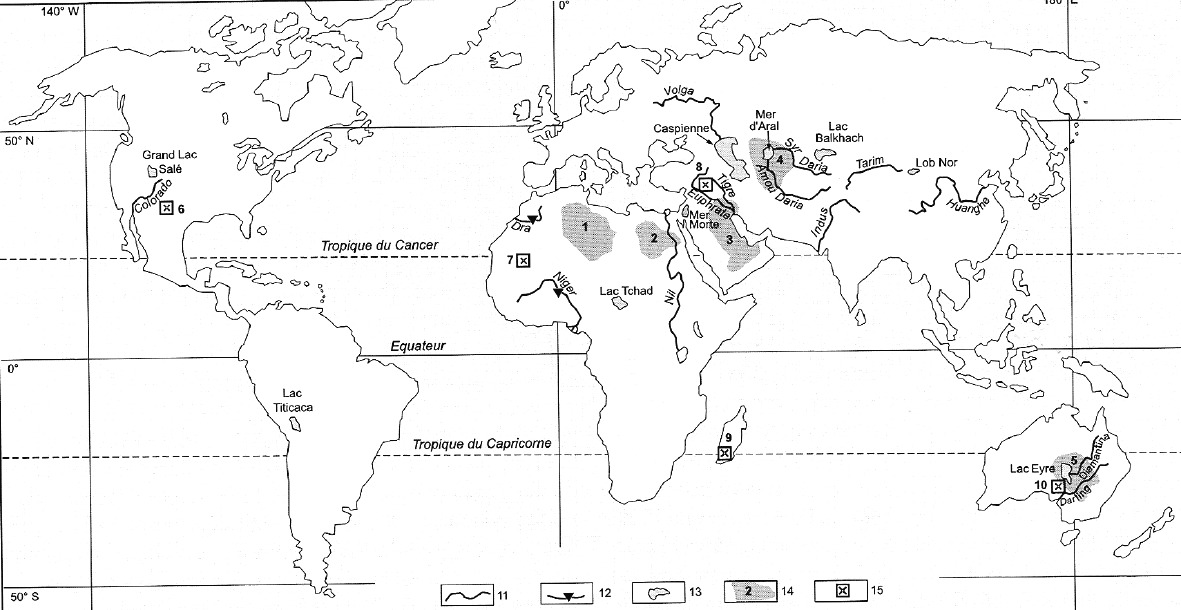 140° W
0°
180° E
Volga
50° N
Caspienne
Mer
d'Aral
Lac
Balkhach
Grand Lac
Salé
Colorado
6
8
4
Syr Daria
Amou Daria
Tarim
Lob Nor
Huanghe
Tigre
Euphrate
Mer
Morte
Indus
Dra
1
2
3
Tropique du Cancer
7
Niger
Lac Tchad
Nil
Equateur
0°
Lac
Titicaca
9
Tropique du Capricorne
5
Diamantina
Lac Eyre
10
Darling
50° S
11
12
13
2
14
15